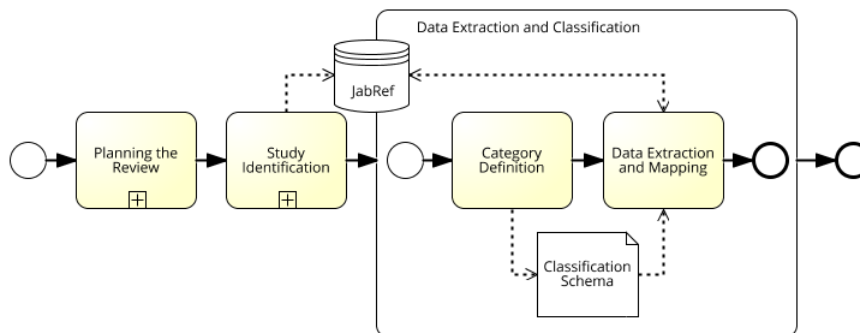 Data Extraction and Classification
JabRef
Planning the
Review
Study
Identification
Category
Definition
Data Extraction
and Mapping
Classification
Schema